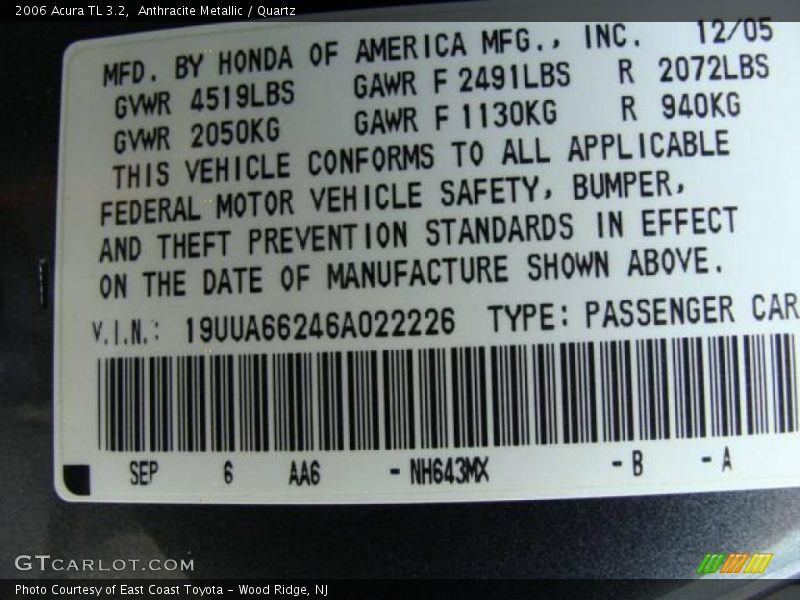 2006 Acura TL 3.2,  Anthracite Metallic / Quartz
MFD. BY HONDA OF AMERICA MFG., INC. 12/05
GVWR 4519LBS GAWR F 2491LBS R 2072LBS
GVWR 2050KG GAWR F 1130KG R 940KG
THIS VEHICLE CONFORMS TO ALL APPLICABLE
FEDERAL MOTOR VEHICLE SAFETY, BUMPER,
AND THEFT PREVENTION STANDARDS IN EFFECT
ON THE DATE OF MANUFACTURE SHOWN ABOVE.
V.I.N.: 19UUA66246A022226 TYPE: PASSENGER CAR
SEP 6 AA6 - NH643MX - B - A
GTCARLOT.COM
Photo Courtesy of East Coast Toyota – Wood Ridge, NJ